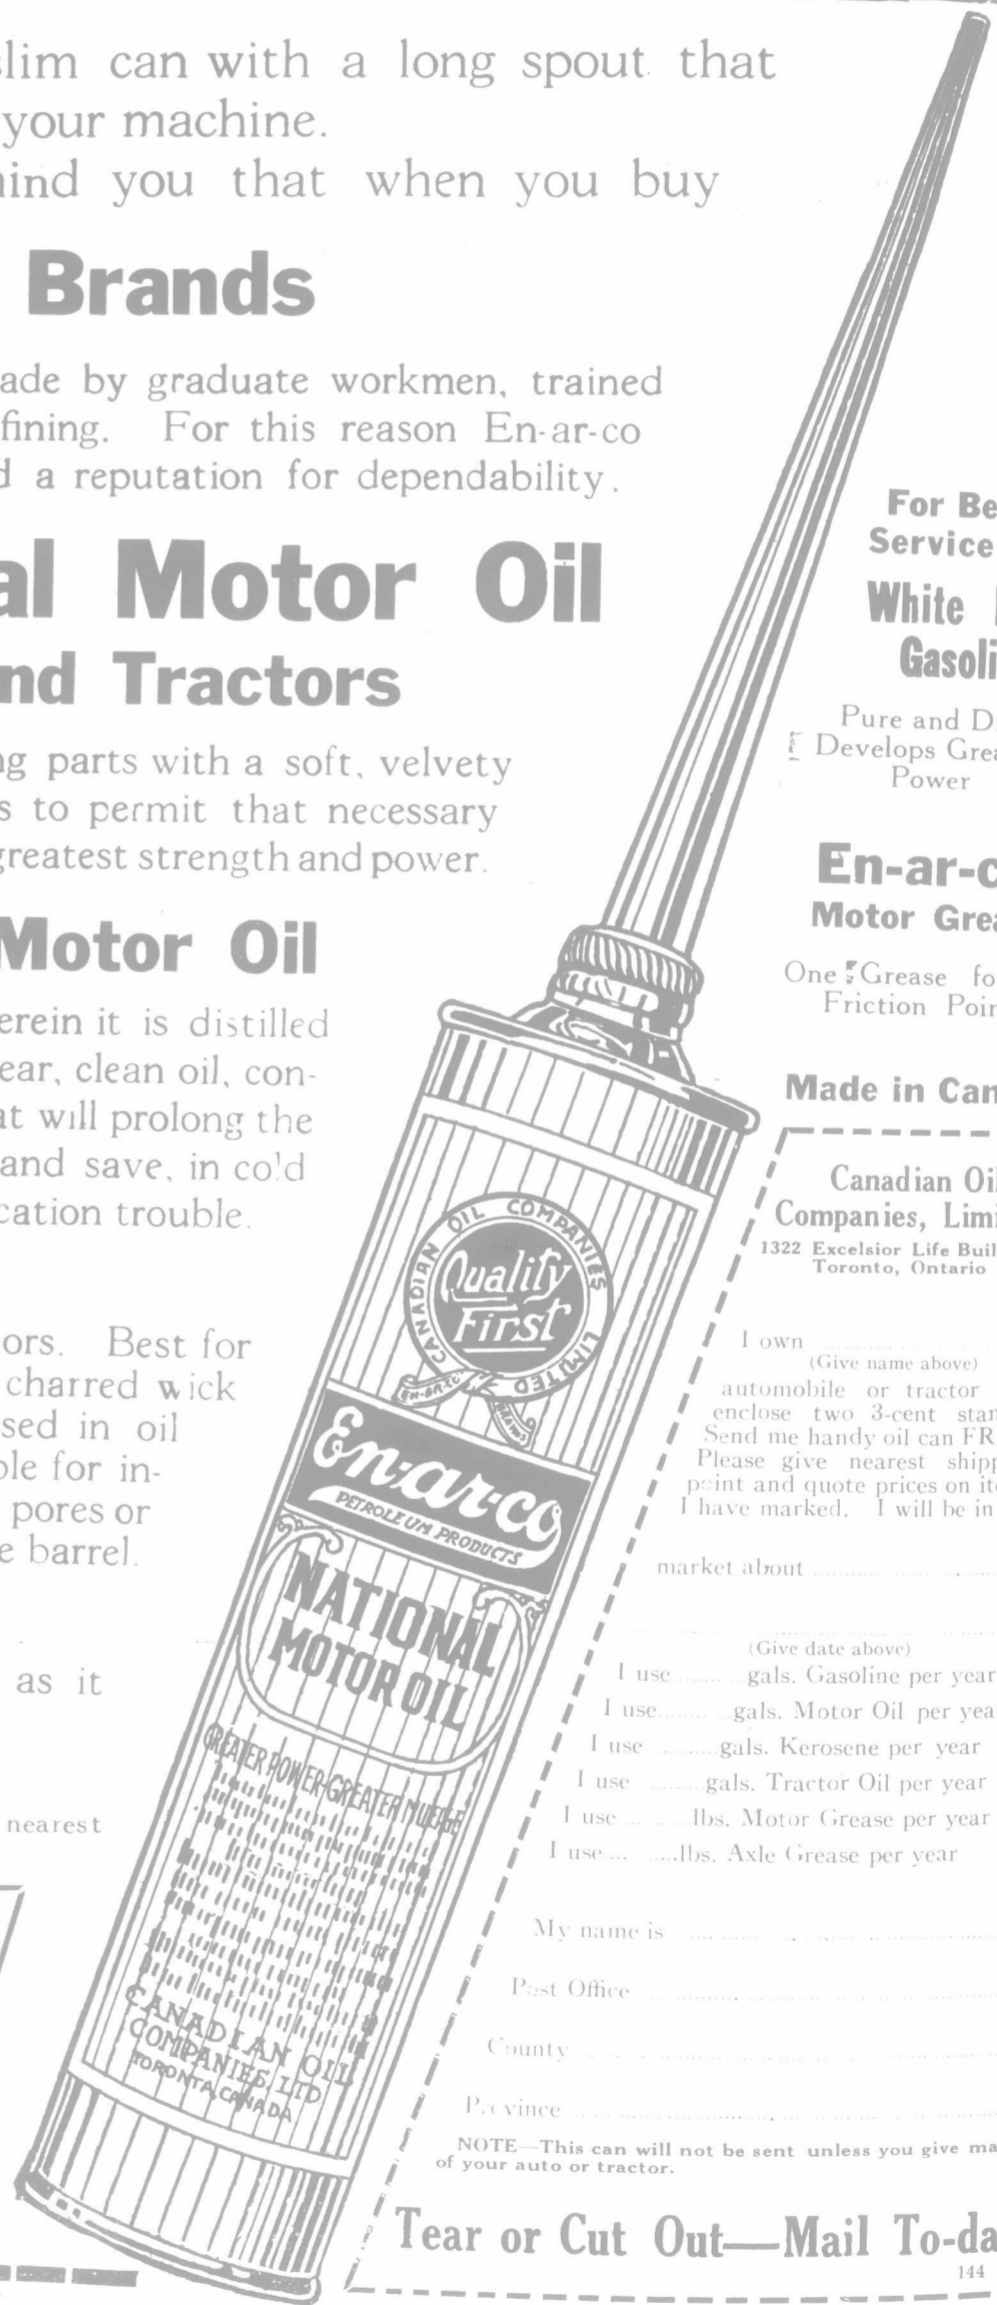 slim can with a long spout that
your machine.
mind you that when you buy
Brands
ade by graduate workmen, trained
fining. For this reason En-ar-co
d a reputation for dependability.
al Motor Oil
nd Tractors
ng parts with a soft, velvety
s to permit that necessary
greatest strength and power.
Motor Oil
erein it is distilled
ear, clean oil, con-
at will prolong the
and save, in co'd
cation trouble.
ors. Best for
charred wick
sed in oil
ble for in-
pores or
e barrel.
as it
nearest
CANADIAN OIL COMPANIES LIMITED
Quality
First
EN-AR-CO
En-ar-co
PETROLEUM PRODUCTS
NATIONAL
MOTOR OIL
GREATER POWER-GREATER MILEAGE
CANADIAN OIL
COMPANIES, LTD
TORONTO, CANADA
For Be
Service
White
Gasoli
Pure and D
Develops Grea
Power
En-ar-c
Motor Grea
One Grease fo
Friction Poin
Made in Can
Canadian Oil
Companies, Limi
1322 Excelsior Life Buil
Toronto, Ontario
I own
(Give name above)
automobile or tractor
enclose two 3-cent stam
Send me handy oil can FR
Please give nearest shipp
point and quote prices on ite
I have marked. I will be in
market about
(Give date above)
I use gals. Gasoline per year
I use gals. Motor Oil per yea
I use gals. Kerosene per year
I use gals. Tractor Oil per year
I use lbs. Motor Grease per year
I use lbs. Axle Grease per year
My name is
Post Office
County
Province
NOTE—This can will not be sent unless you give ma
of your auto or tractor.
Tear or Cut Out—Mail To-da
144